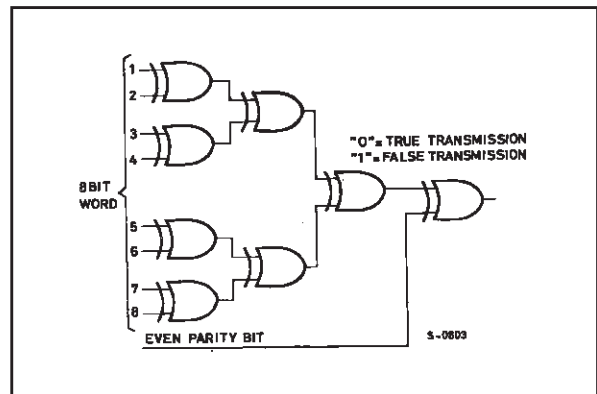 1
2
3
4
8BIT
WORD
5
6
7
8
"0"= TRUE TRANSMISSION
"1"= FALSE TRANSMISSION
EVEN PARITY BIT
S-0603